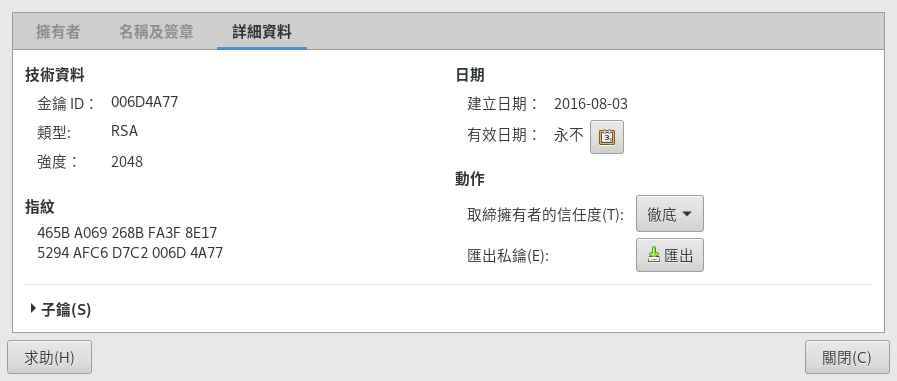 擁有者 名稱及簽章 詳細資料
技術資料
金鑰 ID： 006D4A77
類型: RSA
強度： 2048
指紋
465B A069 268B FA3F 8E17
5294 AFC6 D7C2 006D 4A77
日期
建立日期： 2016-08-03
有效日期： 永不 3
動作
取締擁有者的信任度(T): 徹底
匯出私鑰(E): 匯出
子鑰(S)
求助(H) 關閉(C)